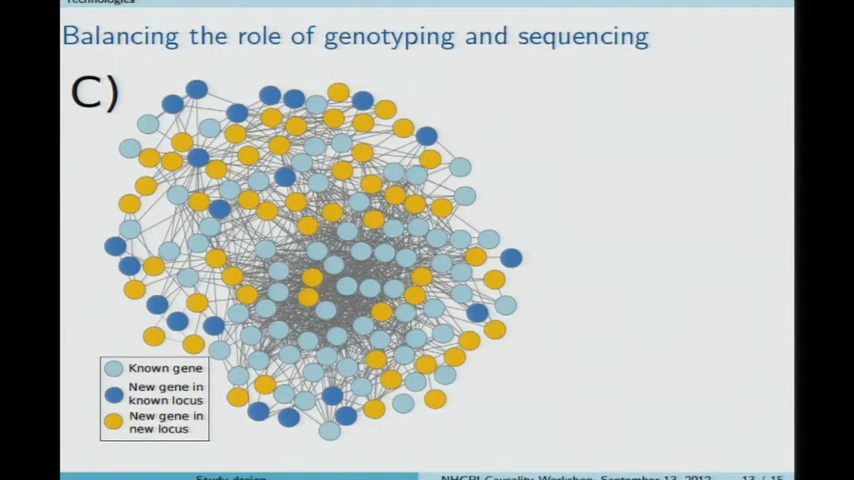 Technologies
Balancing the role of genotyping and sequencing
C)
Known gene
New gene in
known locus
New gene in
new locus
Study design
NHGRI Causality Workshop, September 13, 2012
13 / 15